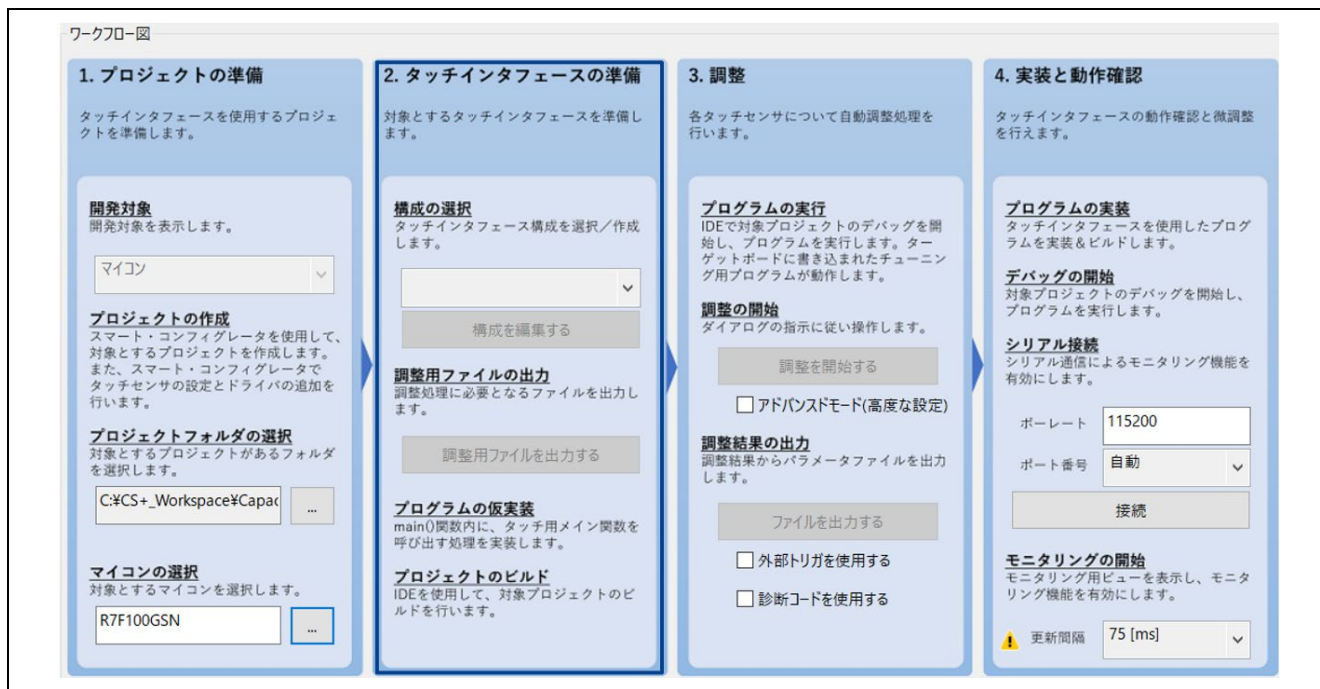 ワークフロー図
1. プロジェクトの準備
タッチインタフェースを使用するプロジェ
クトを準備します。
開発対象
開発対象を表示します。
マイコン
プロジェクトの作成
スマート・コンフィグレータを使用して、
対象とするプロジェクトを作成します。
また、スマート・コンフィグレータで
タッチセンサの設定とドライバの追加を
行います。
プロジェクトフォルダの選択
対象とするプロジェクトがあるフォルダ
を選択します。
C:¥CS+_Workspace¥Capac
...
マイコンの選択
対象とするマイコンを選択します。
R7F100GSN
...
2. タッチインタフェースの準備
対象とするタッチインタフェースを準備し
ます。
構成の選択
タッチインタフェース構成を選択／作成
します。
構成を編集する
調整用ファイルの出力
調整処理に必要となるファイルを出力し
ます。
調整用ファイルを出力する
プログラムの仮実装
main()関数内に、タッチ用メイン関数を
呼び出す処理を実装します。
プロジェクトのビルド
IDEを使用して、対象プロジェクトのビ
ルドを行います。
3. 調整
各タッチセンサについて自動調整処理を
行います。
プログラムの実行
IDEで対象プロジェクトのデバッグを開
始し、プログラムを実行します。ター
ゲットボードに書き込まれたチューニン
グ用プログラムが動作します。
調整の開始
ダイアログの指示に従い操作します。
調整を開始する
アドバンスドモード(高度な設定)
調整結果の出力
調整結果からパラメータファイルを出力
します。
ファイルを出力する
外部トリガを使用する
診断コードを使用する
4. 実装と動作確認
タッチインタフェースの動作確認と微調整
を行えます。
プログラムの実装
タッチインタフェースを使用したプログ
ラムを実装＆ビルドします。
デバッグの開始
対象プロジェクトのデバッグを開始し、
プログラムを実行します。
シリアル接続
シリアル通信によるモニタリング機能を
有効にします。
ボーレート 115200
ポート番号 自動
接続
モニタリングの開始
モニタリング用ビューを表示し、モニタ
リング機能を有効にします。
更新間隔 75 [ms]